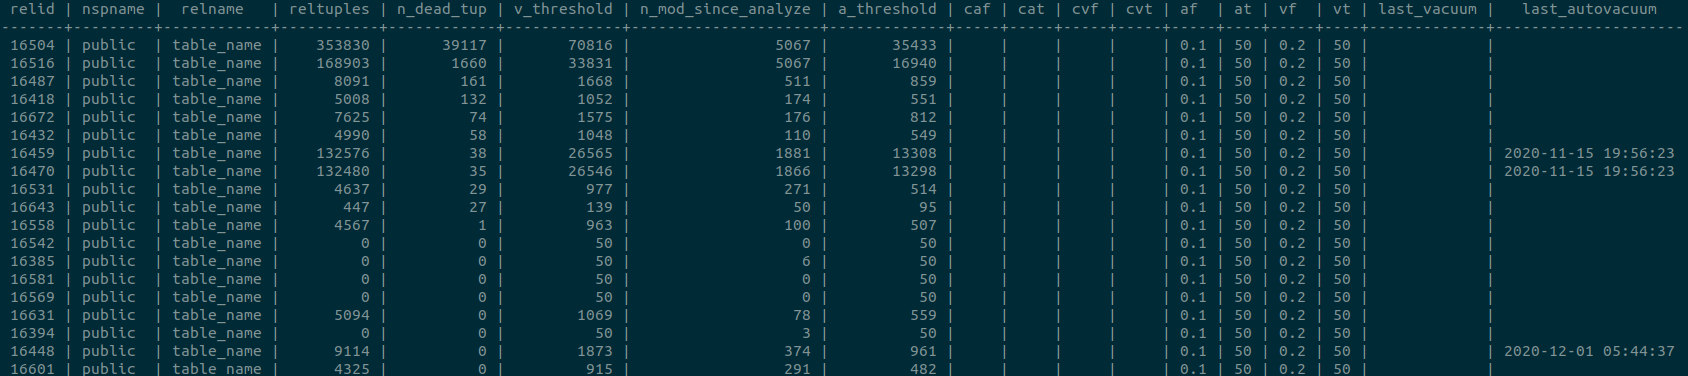 relid | nspname | relname | reltuples | n_dead_tup | v_threshold | n_mod_since_analyze | a_threshold | caf | cat | cvf | cvt | af | at | vf | vt | last_vacuum | last_autovacuum
-------+----------+------------+-----------+------------+-------------+---------------------+-------------+-----+-----+-----+-----+-----+----+-----+----+-------------+---------------------
16504 | public | table_name | 353830 | 39117 | 70816 | 5067 | 35433 | | | | | 0.1 | 50 | 0.2 | 50 | |
16516 | public | table_name | 168903 | 1660 | 33831 | 5067 | 16940 | | | | | 0.1 | 50 | 0.2 | 50 | |
16487 | public | table_name | 8091 | 161 | 1668 | 511 | 859 | | | | | 0.1 | 50 | 0.2 | 50 | |
16418 | public | table_name | 5008 | 132 | 1052 | 174 | 551 | | | | | 0.1 | 50 | 0.2 | 50 | |
16672 | public | table_name | 7625 | 74 | 1575 | 176 | 812 | | | | | 0.1 | 50 | 0.2 | 50 | |
16432 | public | table_name | 4990 | 58 | 1048 | 110 | 549 | | | | | 0.1 | 50 | 0.2 | 50 | |
16459 | public | table_name | 132576 | 38 | 26565 | 1881 | 13308 | | | | | 0.1 | 50 | 0.2 | 50 | | 2020-11-15 19:56:23
16470 | public | table_name | 132480 | 35 | 26546 | 1866 | 13298 | | | | | 0.1 | 50 | 0.2 | 50 | | 2020-11-15 19:56:23
16531 | public | table_name | 4637 | 29 | 977 | 271 | 514 | | | | | 0.1 | 50 | 0.2 | 50 | |
16643 | public | table_name | 447 | 27 | 139 | 50 | 95 | | | | | 0.1 | 50 | 0.2 | 50 | |
16558 | public | table_name | 4567 | 1 | 963 | 100 | 507 | | | | | 0.1 | 50 | 0.2 | 50 | |
16542 | public | table_name | 0 | 0 | 50 | 0 | 50 | | | | | 0.1 | 50 | 0.2 | 50 | |
16385 | public | table_name | 0 | 0 | 50 | 6 | 50 | | | | | 0.1 | 50 | 0.2 | 50 | |
16581 | public | table_name | 0 | 0 | 50 | 0 | 50 | | | | | 0.1 | 50 | 0.2 | 50 | |
16569 | public | table_name | 0 | 0 | 50 | 0 | 50 | | | | | 0.1 | 50 | 0.2 | 50 | |
16631 | public | table_name | 5094 | 0 | 1069 | 78 | 559 | | | | | 0.1 | 50 | 0.2 | 50 | |
16394 | public | table_name | 0 | 0 | 50 | 3 | 50 | | | | | 0.1 | 50 | 0.2 | 50 | |
16448 | public | table_name | 9114 | 0 | 1873 | 374 | 961 | | | | | 0.1 | 50 | 0.2 | 50 | | 2020-12-01 05:44:37
16601 | public | table_name | 4325 | 0 | 915 | 291 | 482 | | | | | 0.1 | 50 | 0.2 | 50 | |